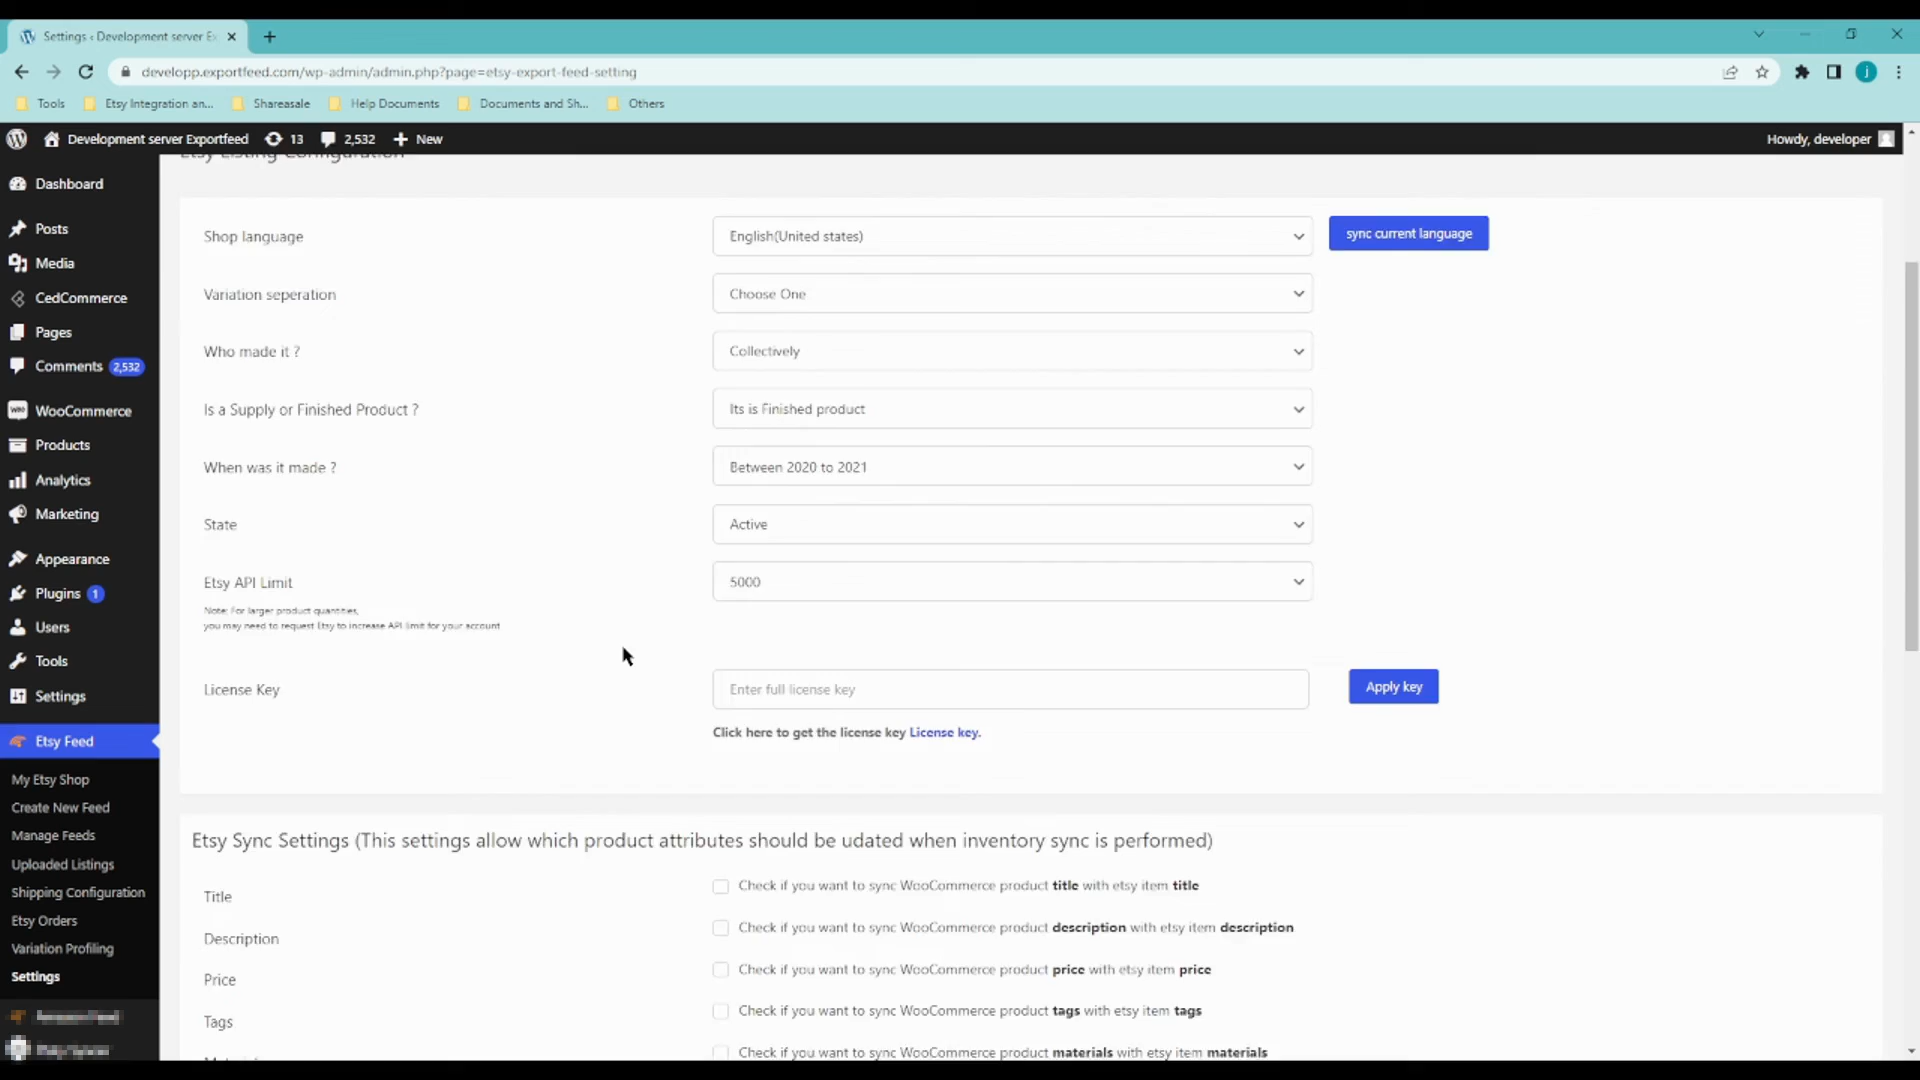 Settings ‹ Development server Ex
developp.exportfeed.com/wp-admin/admin.php?page=etsy-export-feed-setting
j
Tools
Etsy Integration an...
Shareasale
Help Documents
Documents and Sh...
Others
Development server Exportfeed
13
2,532
New
Howdy, developer
Dashboard
Posts
Media
CedCommerce
Pages
Comments 2,532
WooCommerce
Products
Analytics
Marketing
Appearance
Plugins 1
Users
Tools
Settings
Etsy Feed
My Etsy Shop
Create New Feed
Manage Feeds
Uploaded Listings
Shipping Configuration
Etsy Orders
Variation Profiling
Settings
Etsy Listing Configuration
Shop language
English(United states)
sync current language
Variation seperation
Choose One
Who made it ?
Collectively
Is a Supply or Finished Product ?
Its is Finished product
When was it made ?
Between 2020 to 2021
State
Active
Etsy API Limit
5000
Note: For larger product quantities,
you may need to request Etsy to increase API limit for your account
License Key
Enter full license key
Apply key
Click here to get the license key License key.
Etsy Sync Settings (This settings allow which product attributes should be udated when inventory sync is performed)
Title
Check if you want to sync WooCommerce product title with etsy item title
Description
Check if you want to sync WooCommerce product description with etsy item description
Price
Check if you want to sync WooCommerce product price with etsy item price
Tags
Check if you want to sync WooCommerce product tags with etsy item tags
Check if you want to sync WooCommerce product materials with etsy item materials